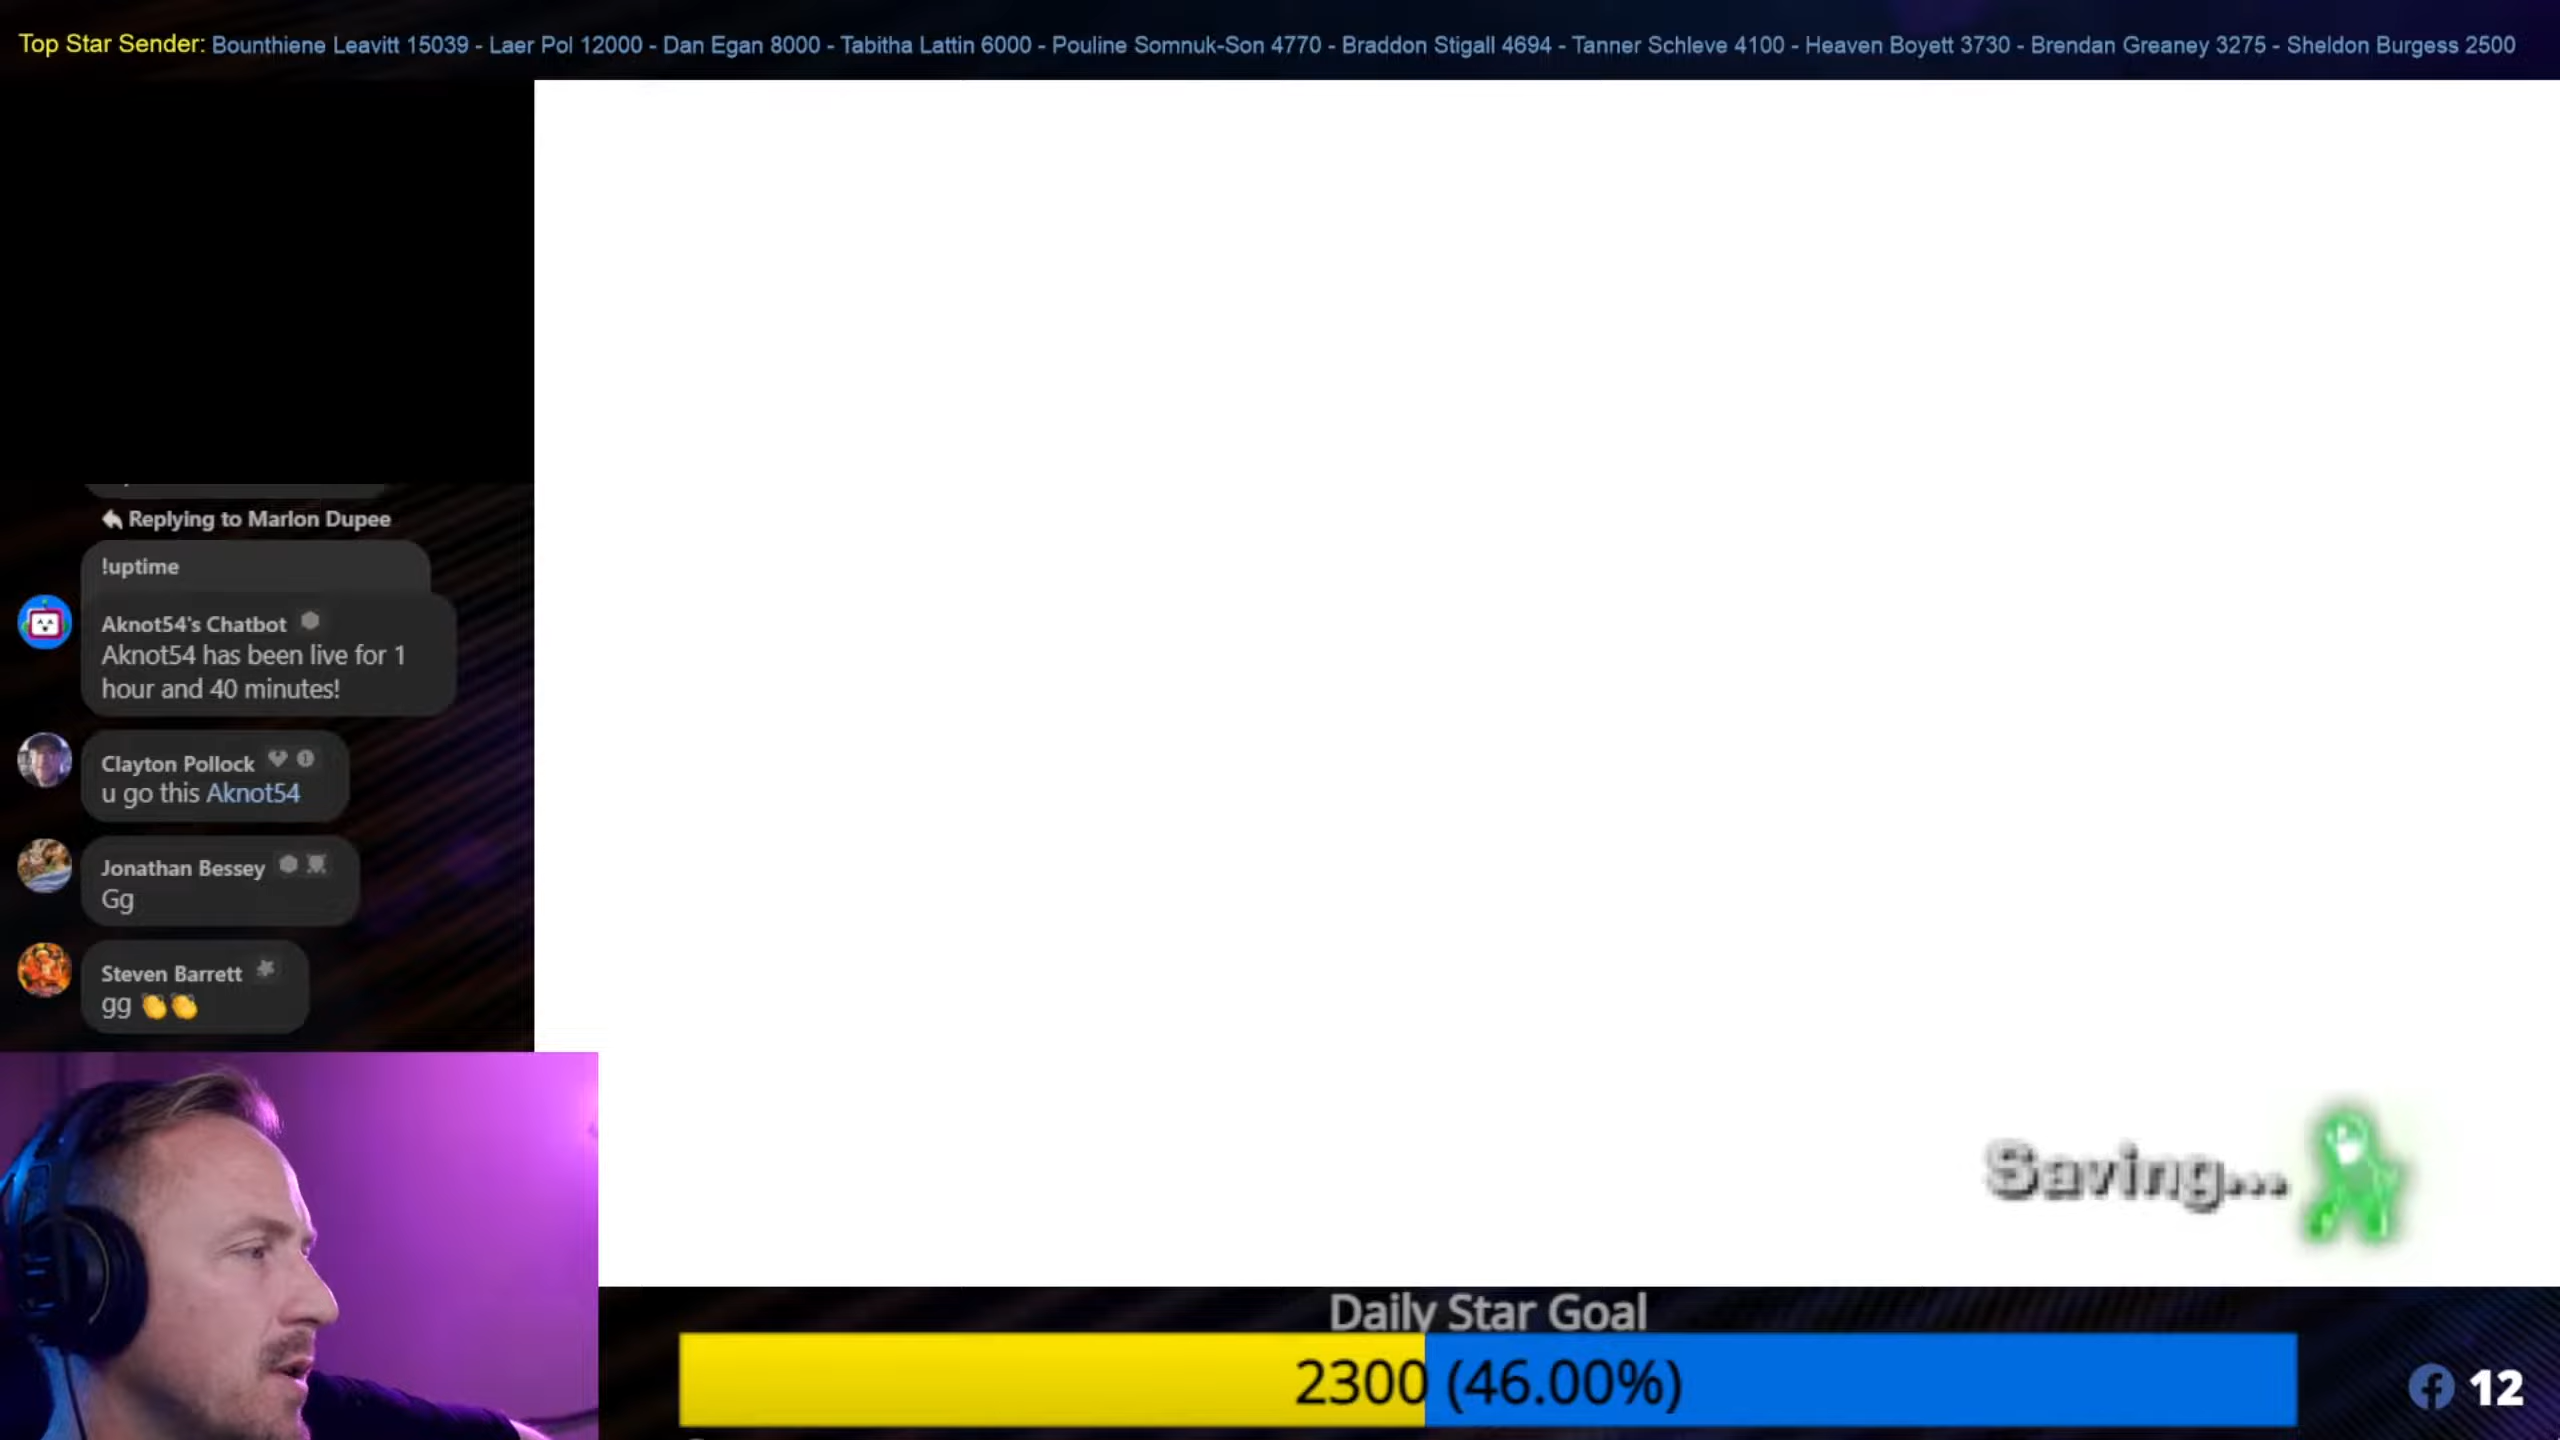 Top Star Sender: Bounthiene Leavitt 15039 - Laer Pol 12000 - Dan Egan 8000 - Tabitha Lattin 6000 - Pouline Somnuk-Son 4770 - Braddon Stigall 4694 - Tanner Schleve 4100 - Heaven Boyett 3730 - Brendan Greaney 3275 - Sheldon Burgess 2500
Replying to Marlon Dupee
!uptime
Aknot54's Chatbot
Aknot54 has been live for 1
hour and 40 minutes!
Clayton Pollock
u go this Aknot54
Jonathan Bessey
Gg
Steven Barrett
gg 👏👏
Saving...
Daily Star Goal
2300 (46.00%)
12